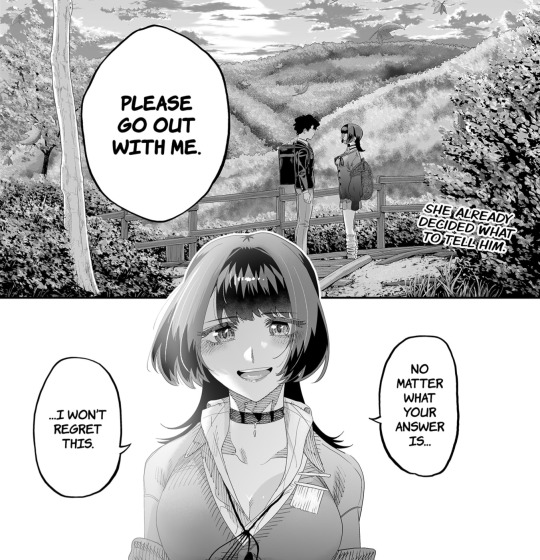 PLEASE
GO OUT
WITH ME.
SHE ALREADY
DECIDED WHAT
TO TELL HIM.
NO
MATTER
WHAT
YOUR
ANSWER
IS...
...I WON'T
REGRET
THIS.